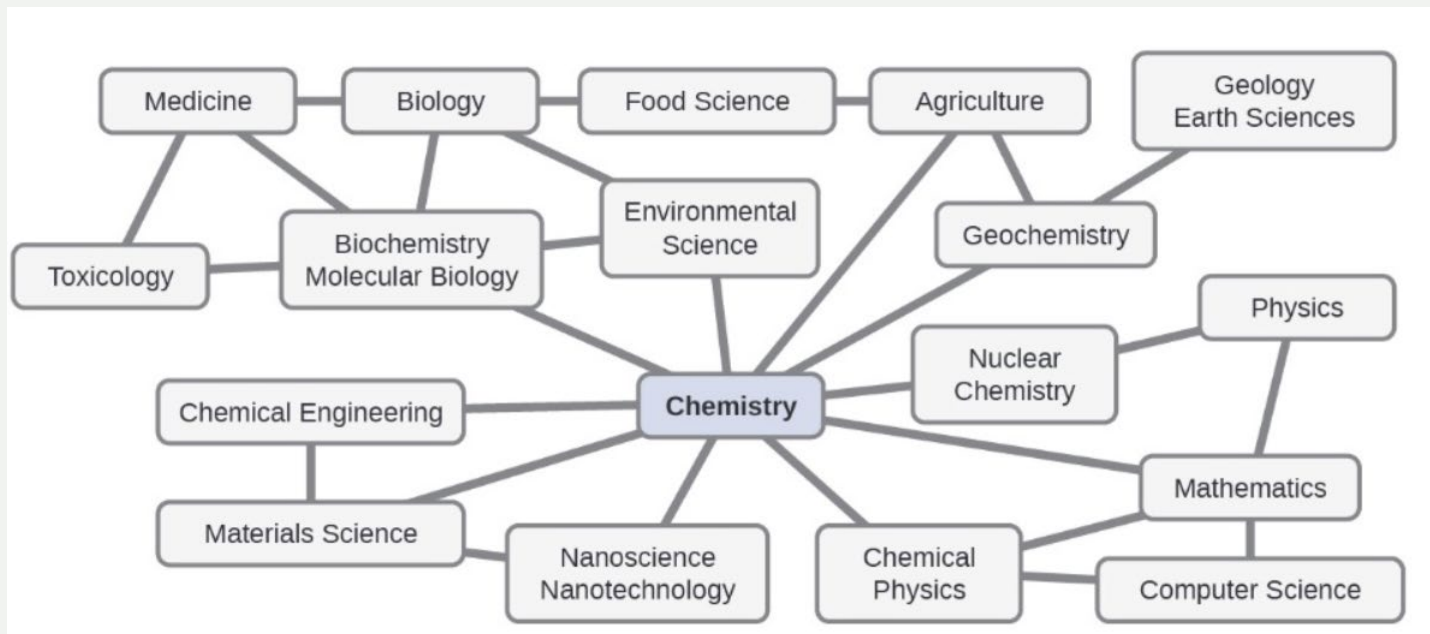 Medicine
Biology
Food Science
Agriculture
Geology
Earth Sciences
Environmental
Science
Geochemistry
Biochemistry
Molecular Biology
Toxicology
Physics
Nuclear
Chemistry
Chemical Engineering
Chemistry
Mathematics
Materials Science
Nanoscience
Nanotechnology
Chemical
Physics
Computer Science